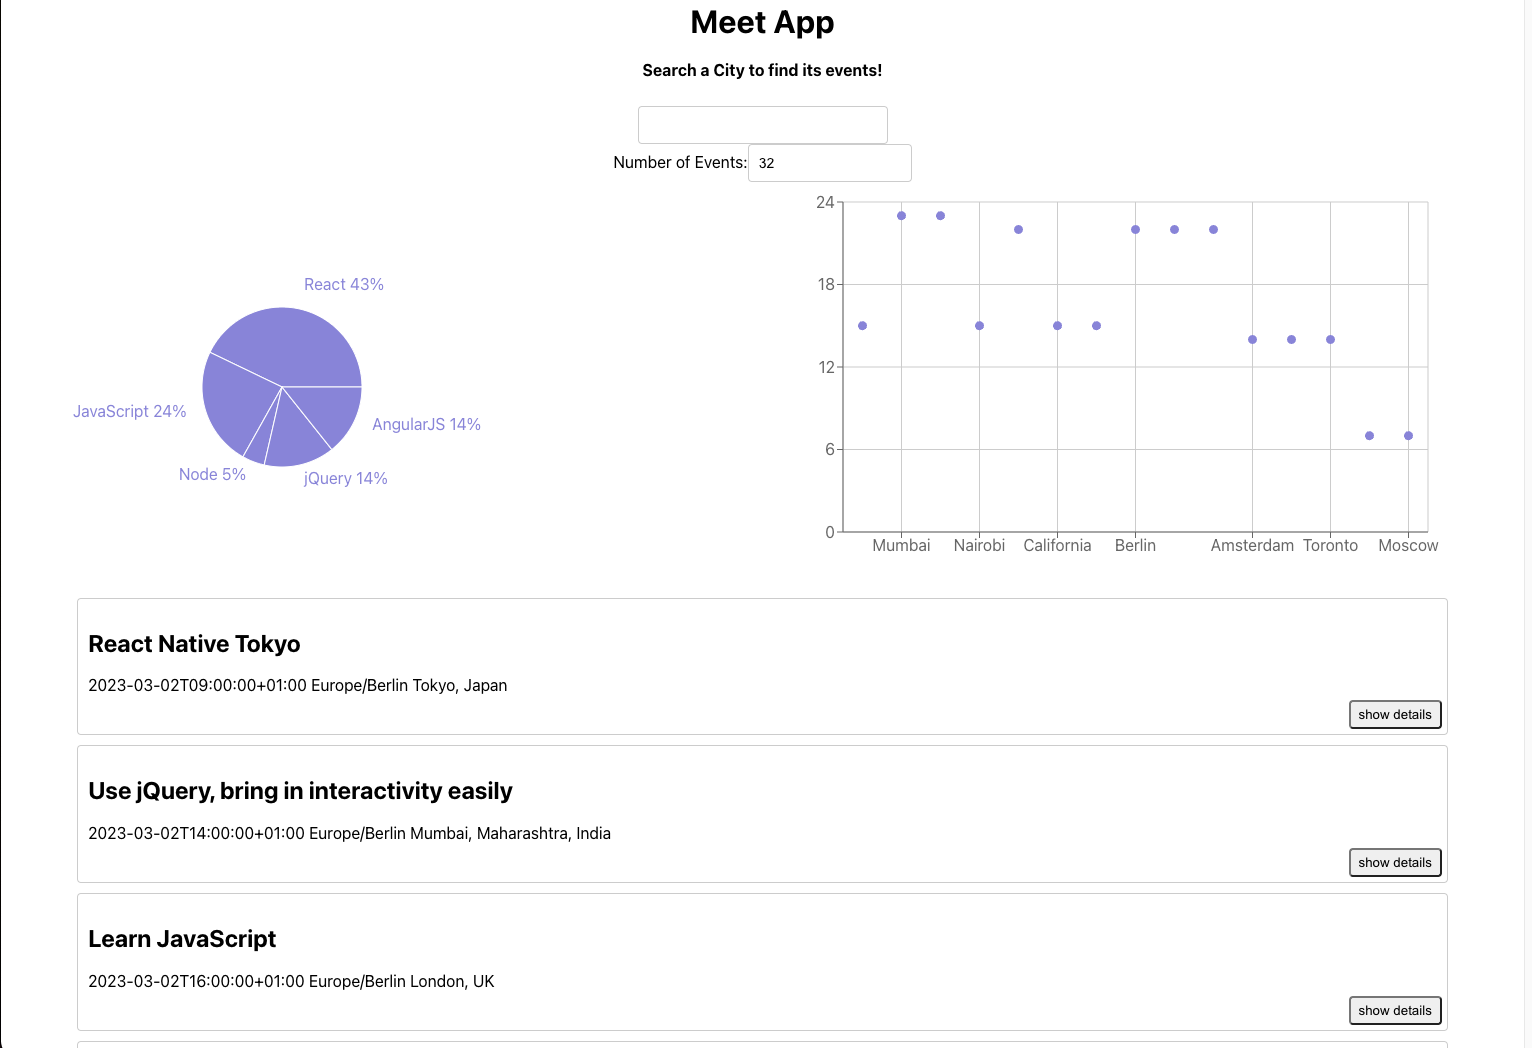 Meet App
Search a City to find its events!
Number of Events: 32
React 43%
JavaScript 24%
AngularJS 14%
Node 5%
jQuery 14%
24
18
12
6
0
Mumbai Nairobi California Berlin Amsterdam Toronto Moscow
React Native Tokyo
2023-03-02T09:00:00+01:00 Europe/Berlin Tokyo, Japan
show details
Use jQuery, bring in interactivity easily
2023-03-02T14:00:00+01:00 Europe/Berlin Mumbai, Maharashtra, India
show details
Learn JavaScript
2023-03-02T16:00:00+01:00 Europe/Berlin London, UK
show details